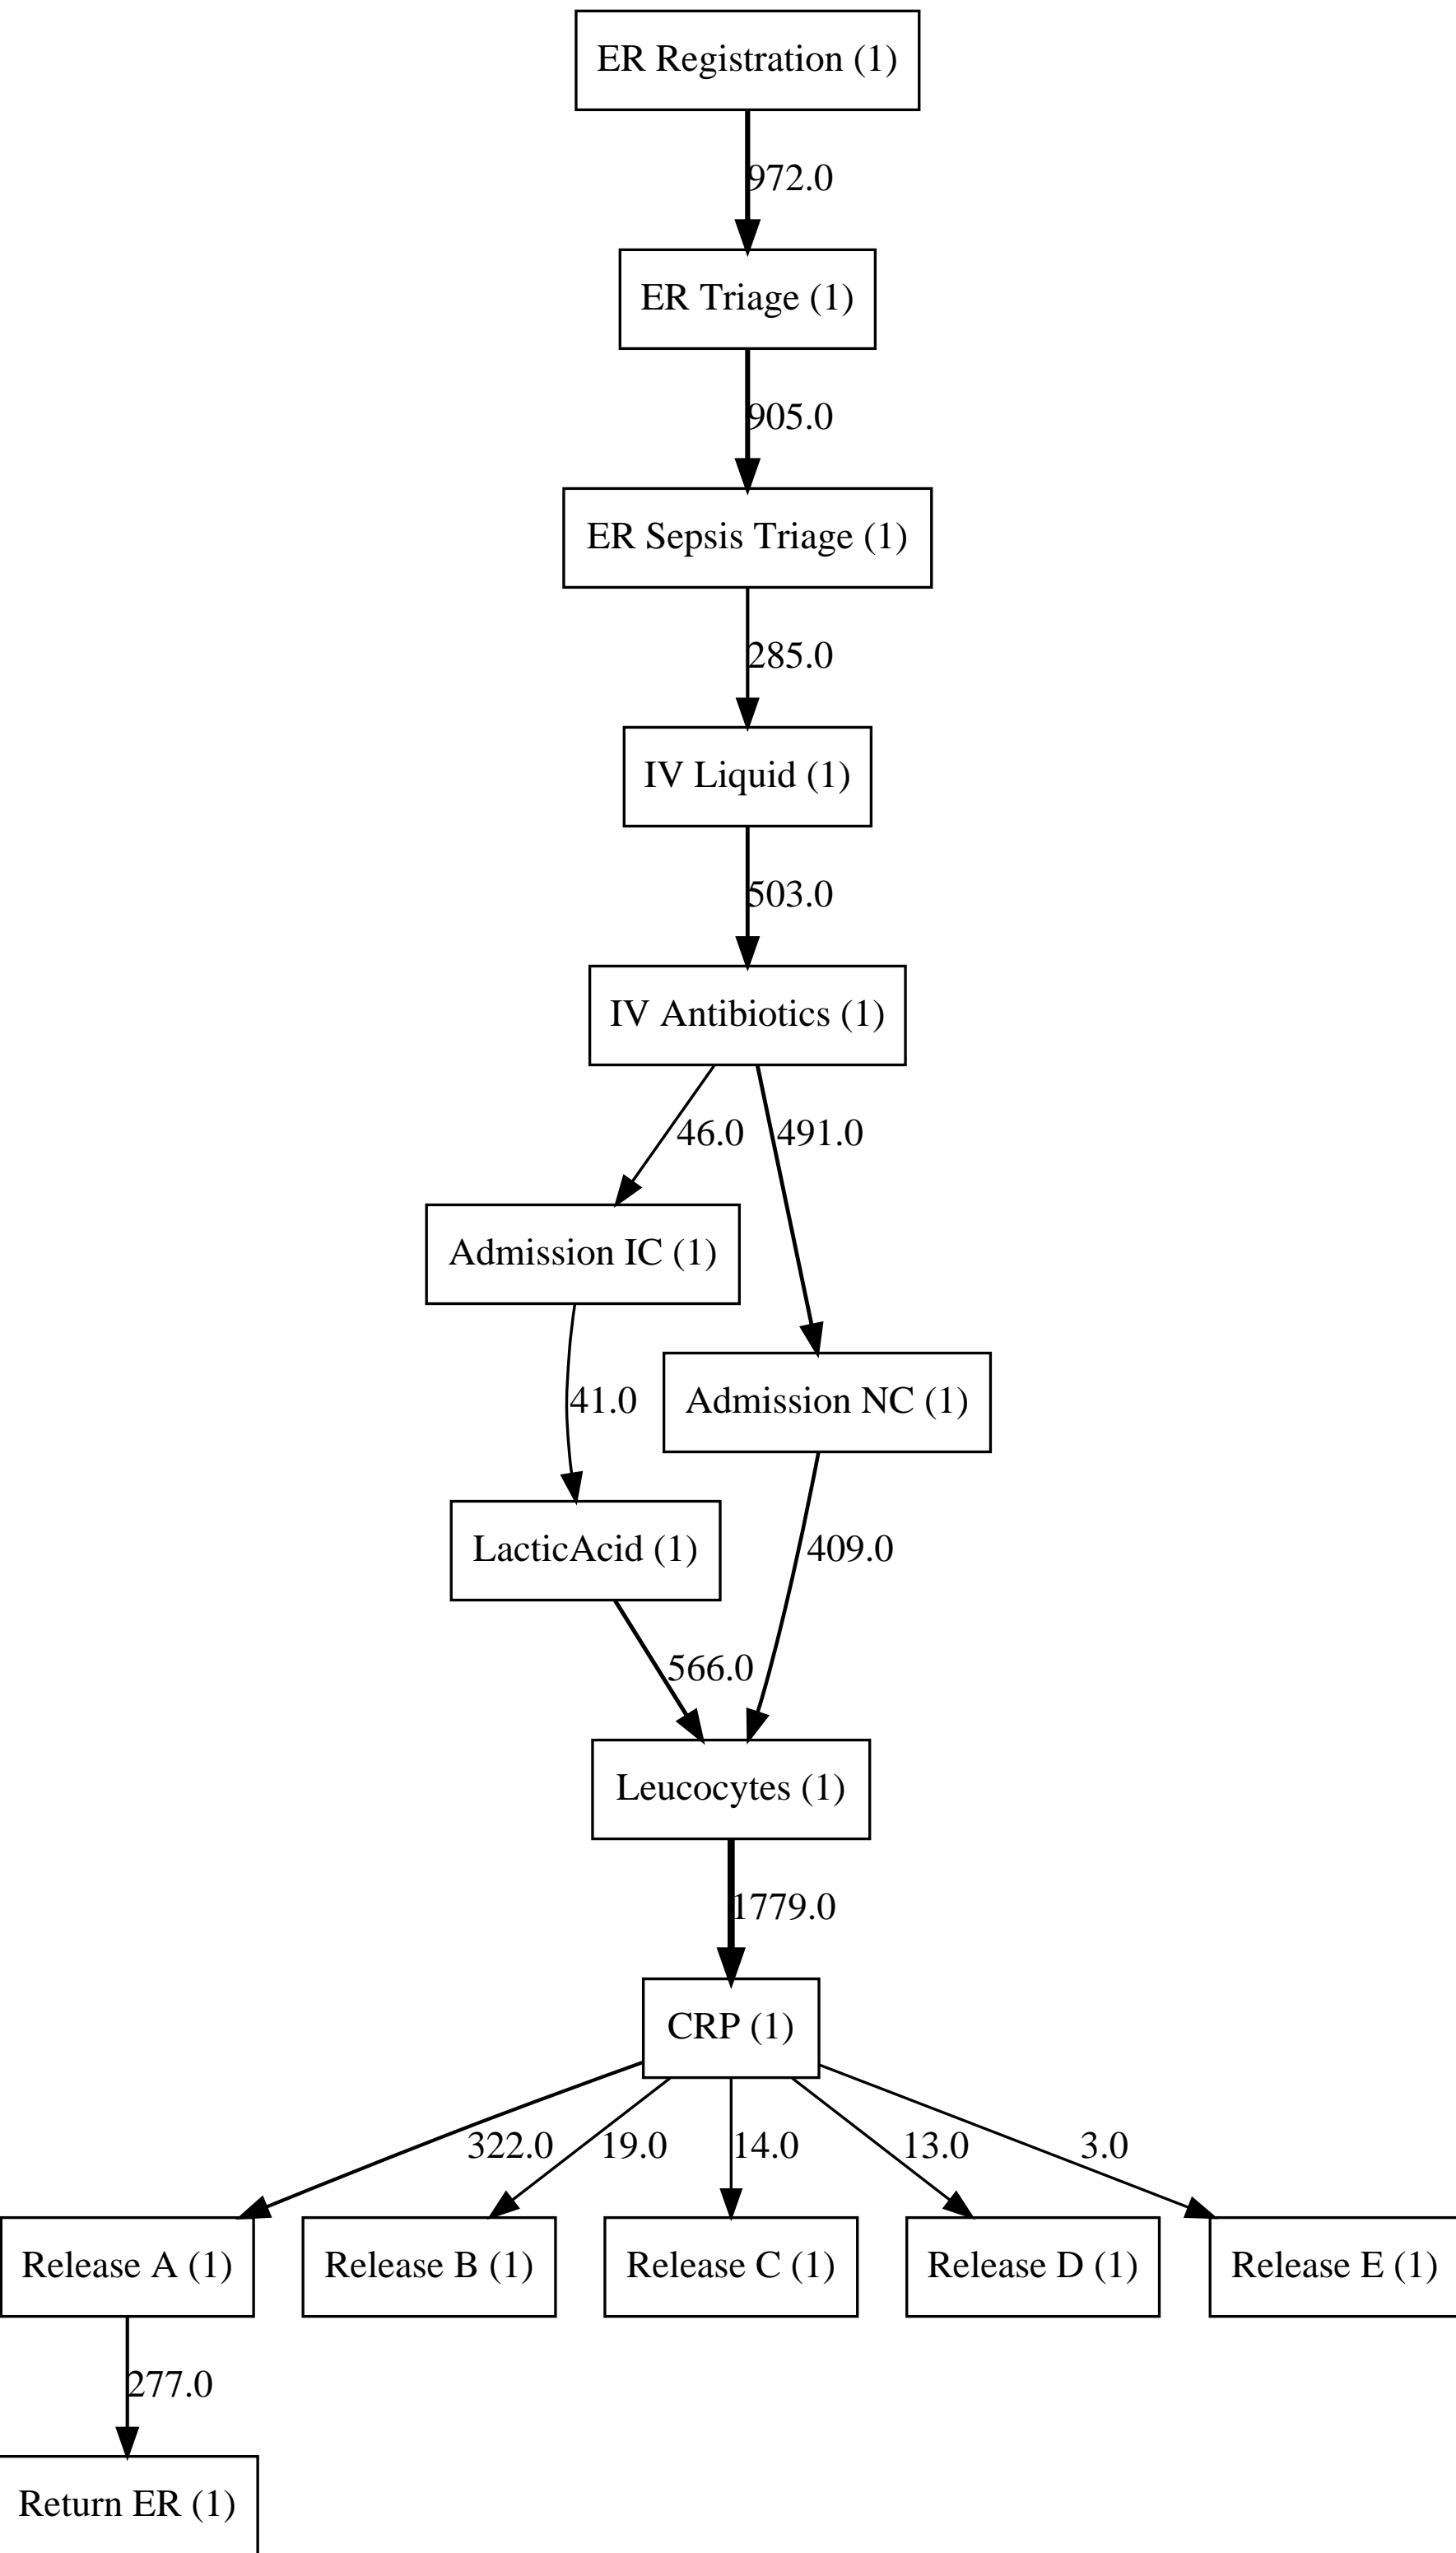 ER Registration (1)
972.0
ER Triage (1)
905.0
ER Sepsis Triage (1)
285.0
IV Liquid (1)
503.0
IV Antibiotics (1)
46.0
491.0
Admission IC (1)
41.0
Admission NC (1)
LacticAcid (1)
409.0
566.0
Leucocytes (1)
1779.0
CRP (1)
322.0
19.0
14.0
13.0
3.0
Release A (1)
Release B (1)
Release C (1)
Release D (1)
Release E (1)
277.0
Return ER (1)